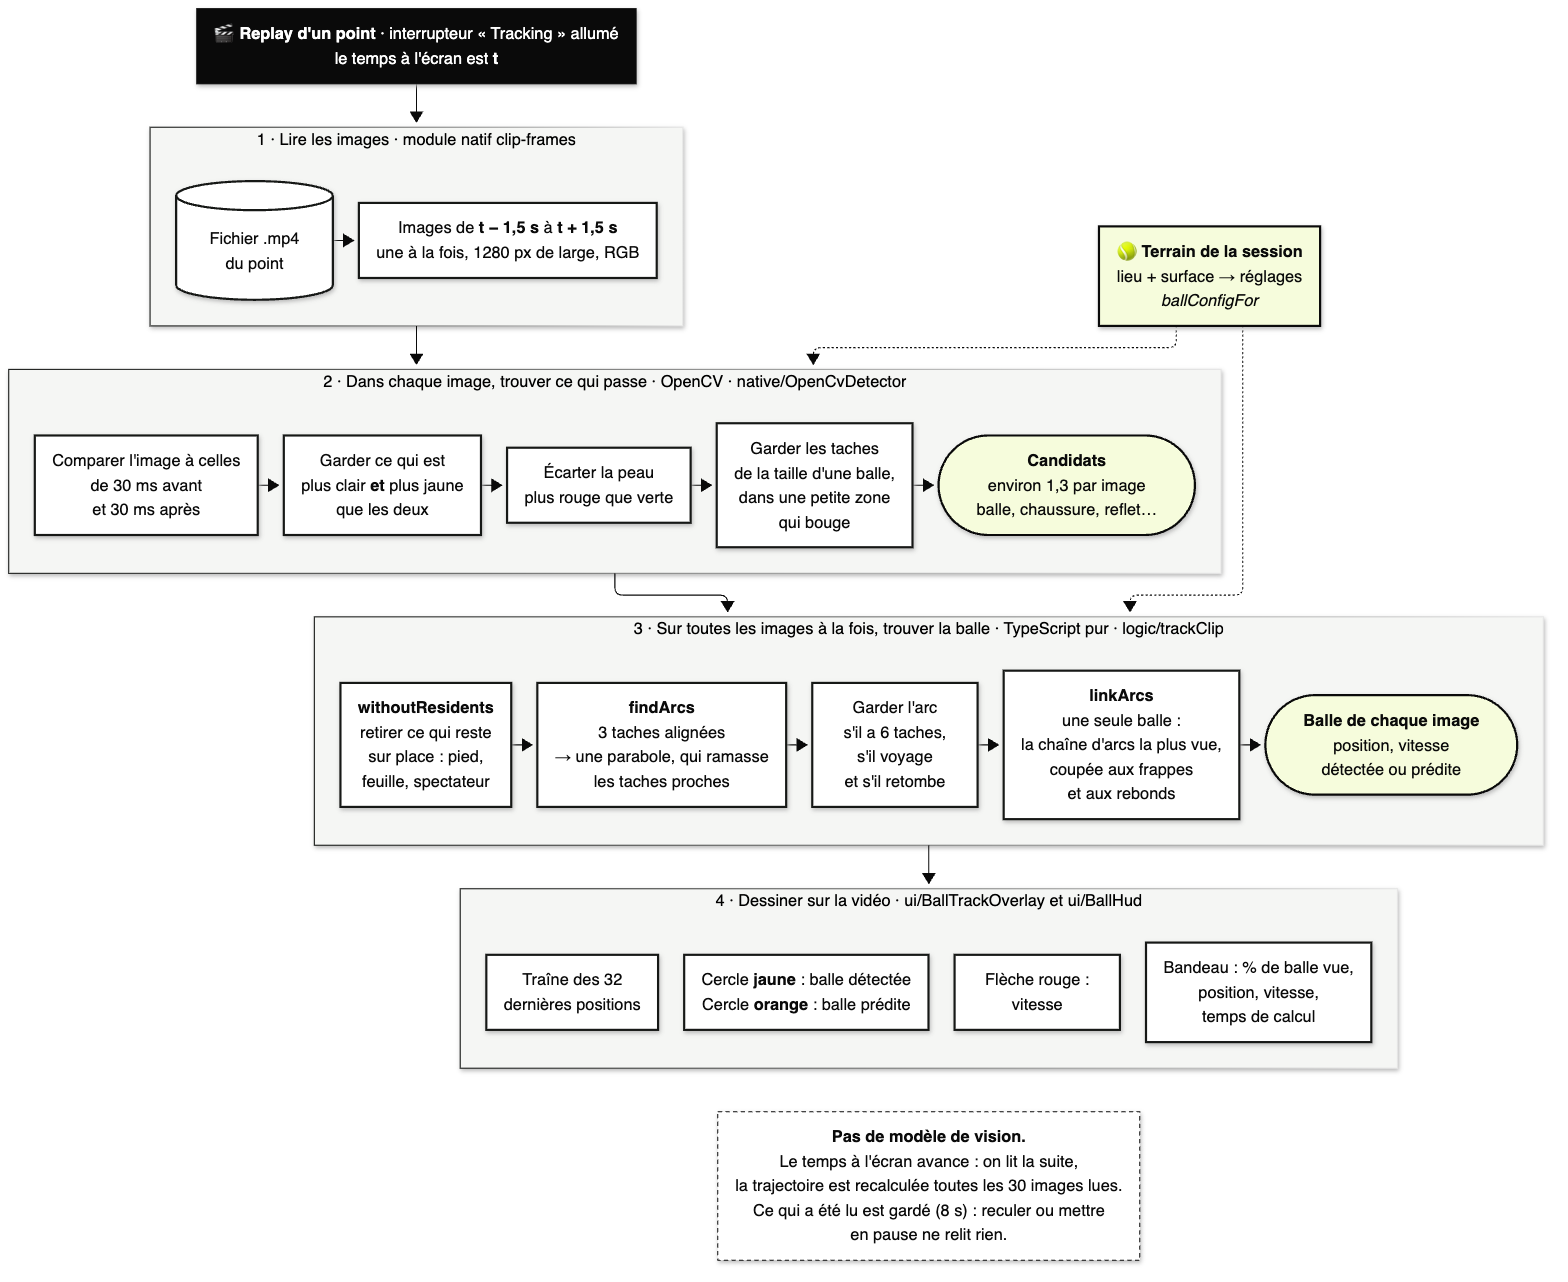 🎬 Replay d'un point · interrupteur « Tracking » allumé
le temps à l'écran est t
1 · Lire les images · module natif clip-frames
Fichier .mp4
du point
Images de t − 1,5 s à t + 1,5 s
une à la fois, 1280 px de large, RGB
🎾 Terrain de la session
lieu + surface → réglages
ballConfigFor
2 · Dans chaque image, trouver ce qui passe · OpenCV · native/OpenCvDetector
Comparer l'image à celles
de 30 ms avant
et 30 ms après
Garder ce qui est
plus clair et plus jaune
que les deux
Écarter la peau
plus rouge que verte
Garder les taches
de la taille d'une balle,
dans une petite zone
qui bouge
Candidats
environ 1,3 par image
balle, chaussure, reflet…
3 · Sur toutes les images à la fois, trouver la balle · TypeScript pur · logic/trackClip
withoutResidents
retirer ce qui reste
sur place : pied,
feuille, spectateur
findArcs
3 taches alignées
→ une parabole, qui ramasse
les taches proches
Garder l'arc
s'il a 6 taches,
s'il voyage
et s'il retombe
linkArcs
une seule balle :
la chaîne d'arcs la plus vue,
coupée aux frappes
et aux rebonds
Balle de chaque image
position, vitesse
détectée ou prédite
4 · Dessiner sur la vidéo · ui/BallTrackOverlay et ui/BallHud
Traîne des 32
dernières positions
Cercle jaune : balle détectée
Cercle orange : balle prédite
Flèche rouge :
vitesse
Bandeau : % de balle vue,
position, vitesse,
temps de calcul
Pas de modèle de vision.
Le temps à l'écran avance : on lit la suite,
la trajectoire est recalculée toutes les 30 images lues.
Ce qui a été lu est gardé (8 s) : reculer ou mettre
en pause ne relit rien.